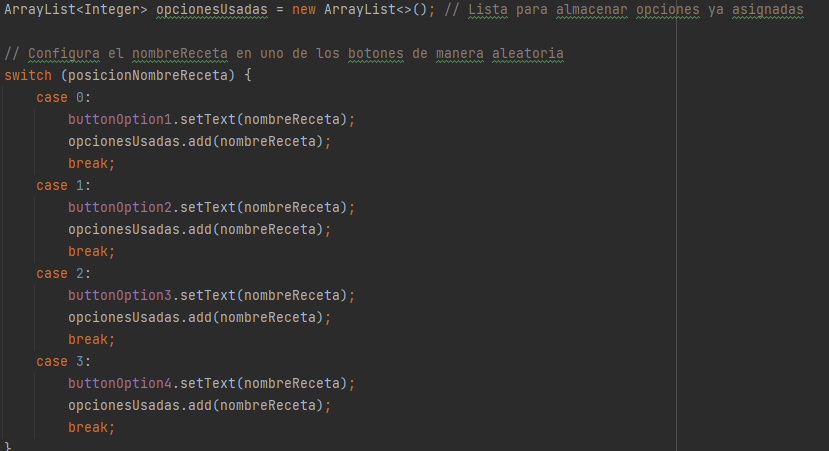 ArrayList<Integer> opcionesUsadas = new ArrayList<>(); // Lista para almacenar opciones ya asignadas

// Configura el nombreReceta en uno de los botones de manera aleatoria
switch (posicionNombreReceta) {
    case 0:
        buttonOption1.setText(nombreReceta);
        opcionesUsadas.add(nombreReceta);
        break;
    case 1:
        buttonOption2.setText(nombreReceta);
        opcionesUsadas.add(nombreReceta);
        break;
    case 2:
        buttonOption3.setText(nombreReceta);
        opcionesUsadas.add(nombreReceta);
        break;
    case 3:
        buttonOption4.setText(nombreReceta);
        opcionesUsadas.add(nombreReceta);
        break;
}